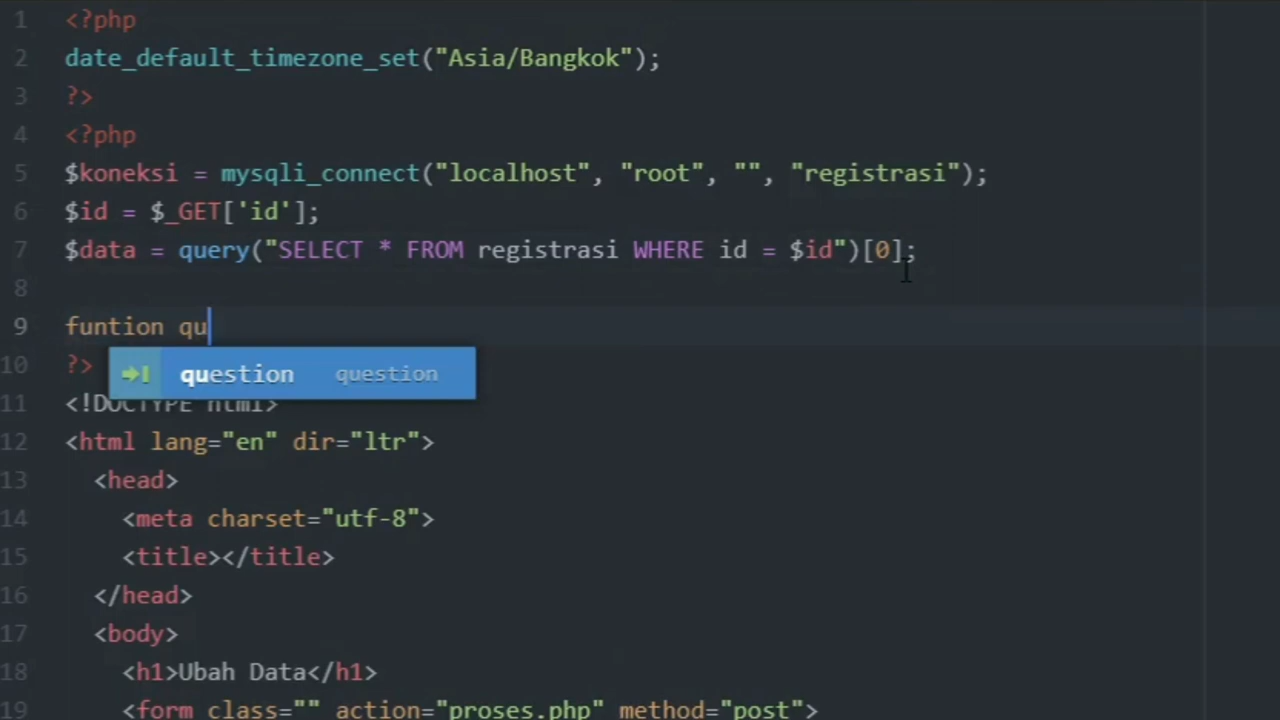 1 <?php
2 date_default_timezone_set("Asia/Bangkok");
3 ?>
4 <?php
5 $koneksi = mysqli_connect("localhost", "root", "", "registrasi");
6 $id = $_GET['id'];
7 $data = query("SELECT * FROM registrasi WHERE id = $id")[0];
8
9 funtion qu
10 ?>
question question
11 <!DOCTYPE html>
12 <html lang="en" dir="ltr">
13 <head>
14 <meta charset="utf-8">
15 <title></title>
16 </head>
17 <body>
18 <h1>Ubah Data</h1>
19 <form class="" action="proses.php" method="post">